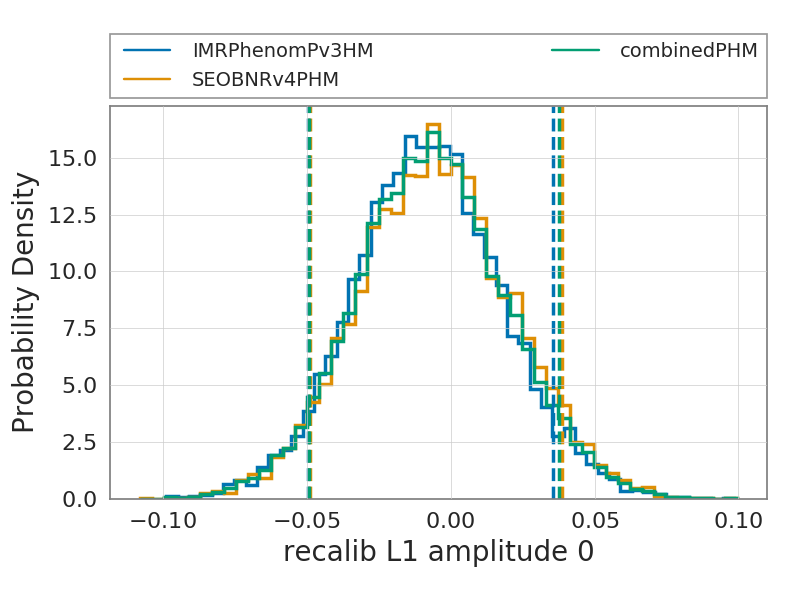 IMRPhenomPv3HM
SEOBNRv4PHM
combinedPHM
Probability Density
15.0
12.5
10.0
7.5
5.0
2.5
0.0
−0.10
−0.05
0.00
0.05
0.10
recalib L1 amplitude 0